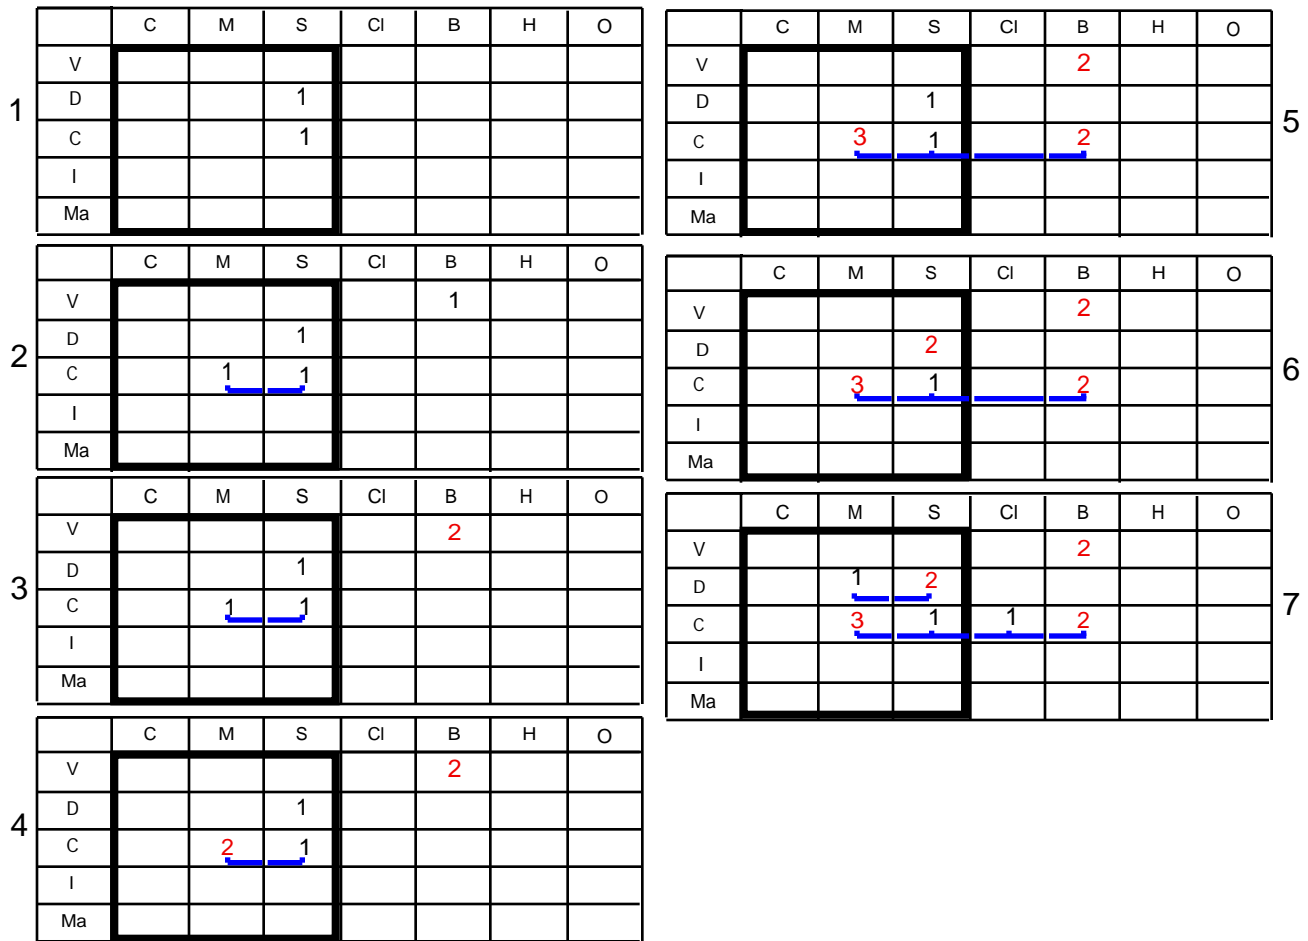 1
C M S Cl B H O
V
D 1
C 1
I
Ma
2
C M S Cl B H O
V 1
D 1
C 1 1
I
Ma
3
C M S Cl B H O
V 2
D 1
C 1 1
I
Ma
4
C M S Cl B H O
V 2
D 1
C 2 1
I
Ma
5
C M S Cl B H O
V 2
D 1
C 3 1 2
I
Ma
6
C M S Cl B H O
V 2
D 2
C 3 1 2
I
Ma
7
C M S Cl B H O
V 2
D 1 2
C 3 1 1 2
I
Ma